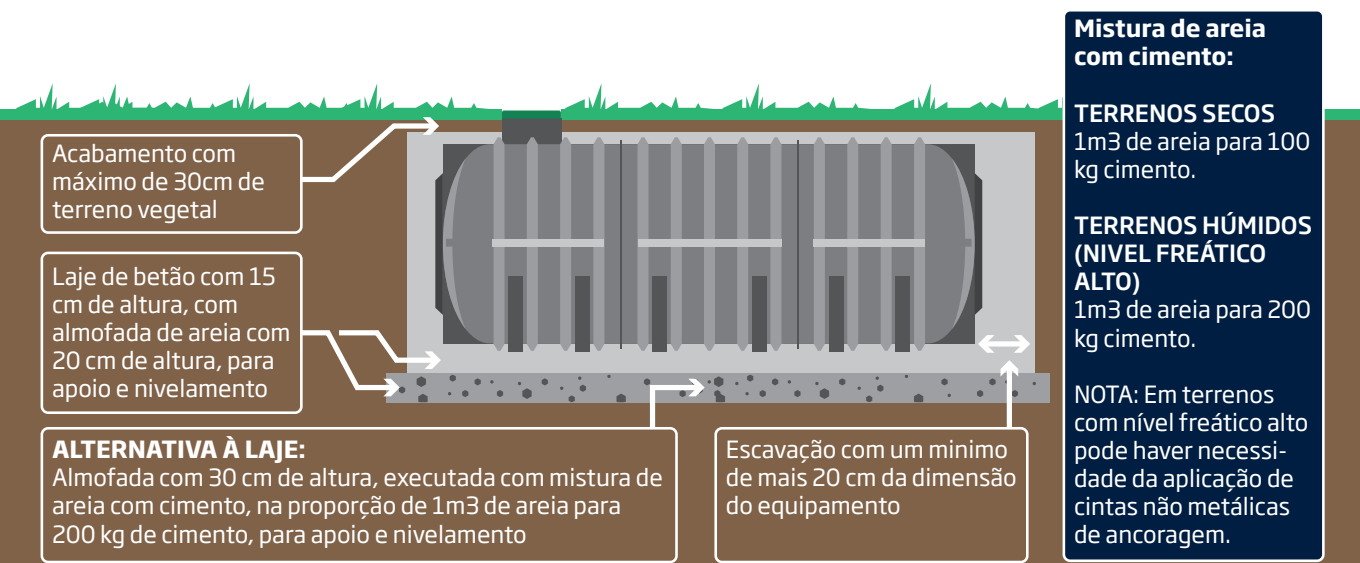 Acabamento com
máximo de 30cm de
terreno vegetal
Laje de betão com 15
cm de altura, com
almofada de areia com
20 cm de altura, para
apoio e nivelamento
ALTERNATIVA À LAJE:
Almofada com 30 cm de altura, executada com mistura de
areia com cimento, na proporção de 1m3 de areia para
200 kg de cimento, para apoio e nivelamento
Escavação com um minimo
de mais 20 cm da dimensão
do equipamento
Mistura de areia
com cimento:
TERRENOS SECOS
1m3 de areia para 100
kg cimento.
TERRENOS HÚMIDOS
(NIVEL FREÁTICO
ALTO)
1m3 de areia para 200
kg cimento.
NOTA: Em terrenos
com nível freático alto
pode haver necessi-
dade da aplicação de
cintas não metálicas
de ancoragem.